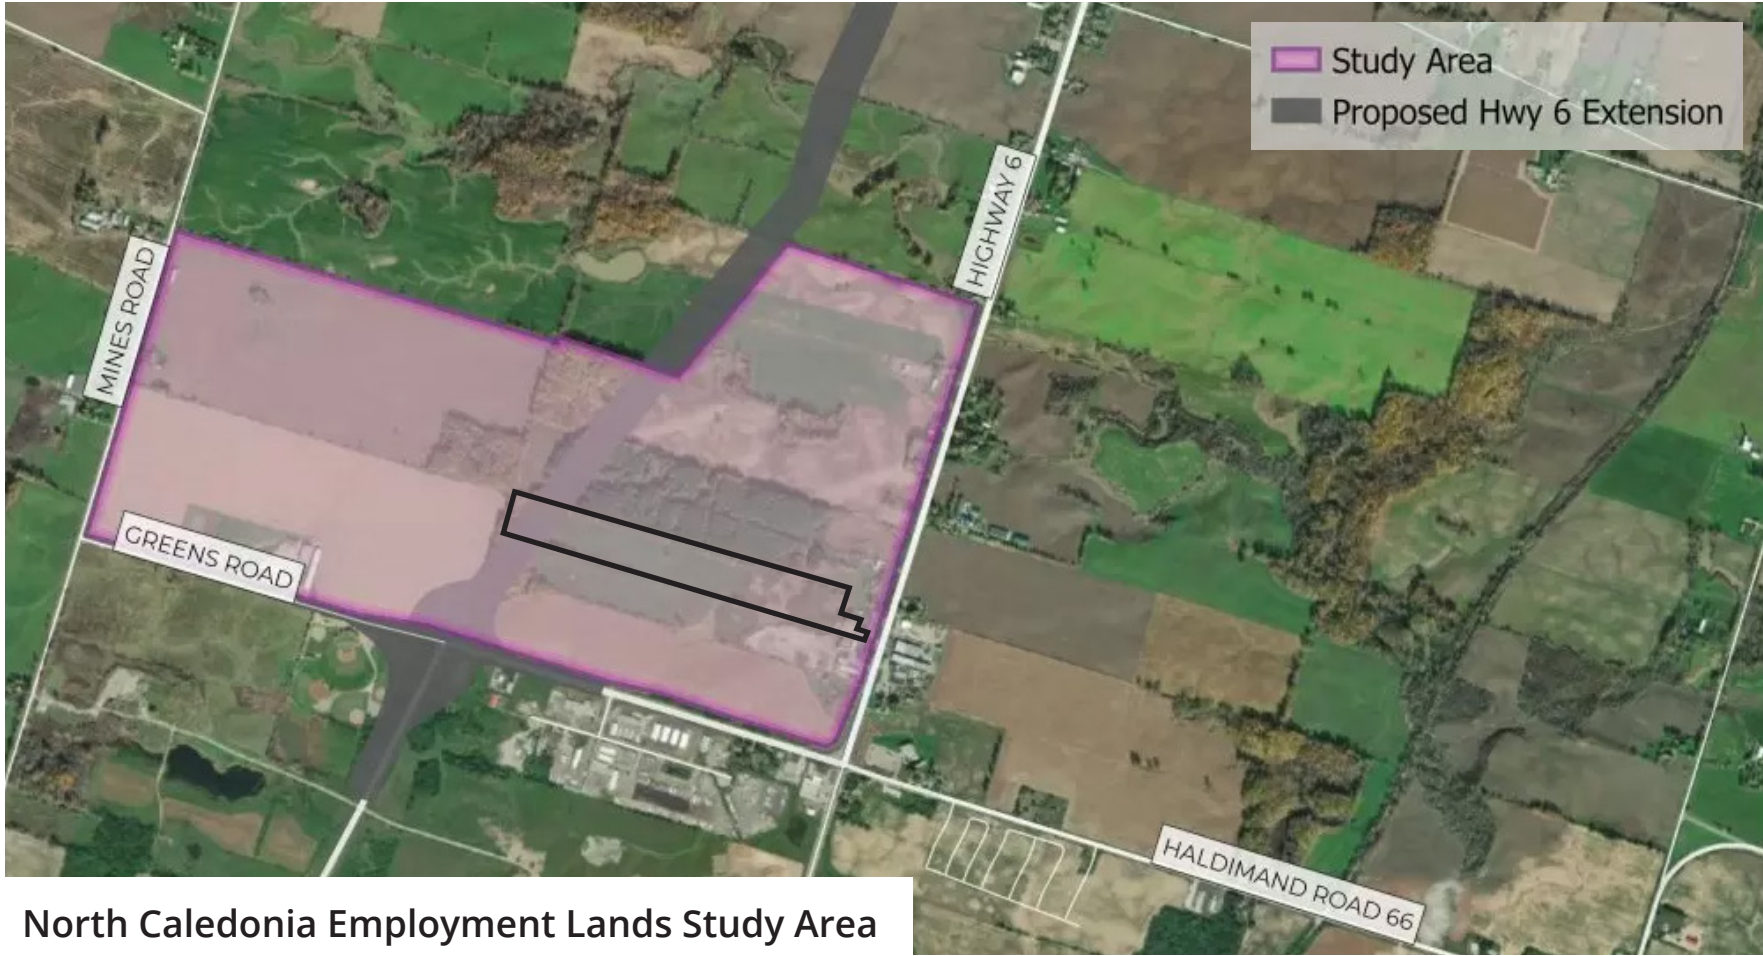 Study Area
Proposed Hwy 6 Extension
HIGHWAY 6
MINES ROAD
GREENS ROAD
HALDIMAND ROAD 66
North Caledonia Employment Lands Study Area